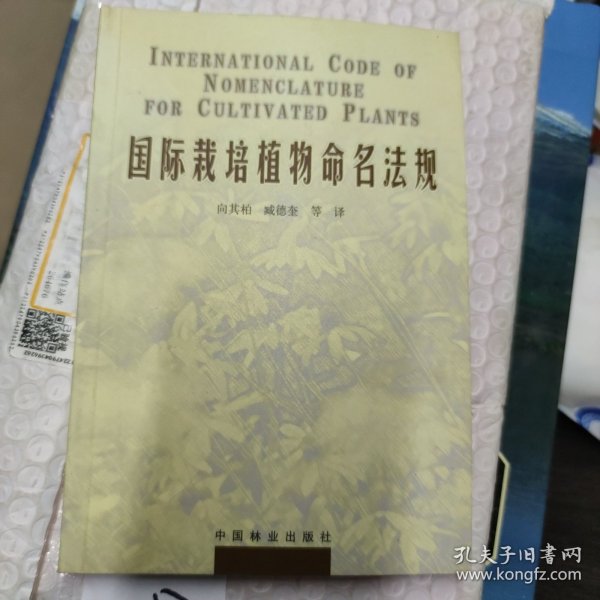 INTERNATIONAL CODE OF
NOMENCLATURE
FOR CULTIVATED PLANTS
国际栽培植物命名法规
向其柏 臧德奎 等 译
中国林业出版社
孔夫子旧书网
www.kongfz.com